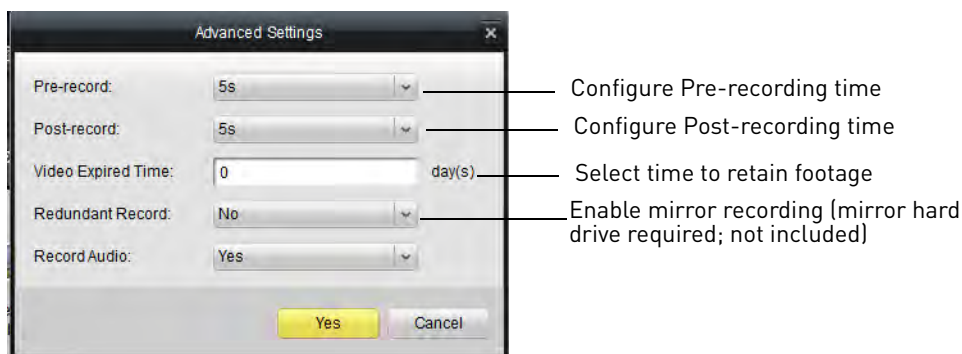 Advanced Settings
Pre-record: 5s Configure Pre-recording time
Post-record: 5s Configure Post-recording time
Video Expired Time: 0 day(s) Select time to retain footage
Redundant Record: No Enable mirror recording (mirror hard
drive required; not included)
Record Audio: Yes
Yes Cancel